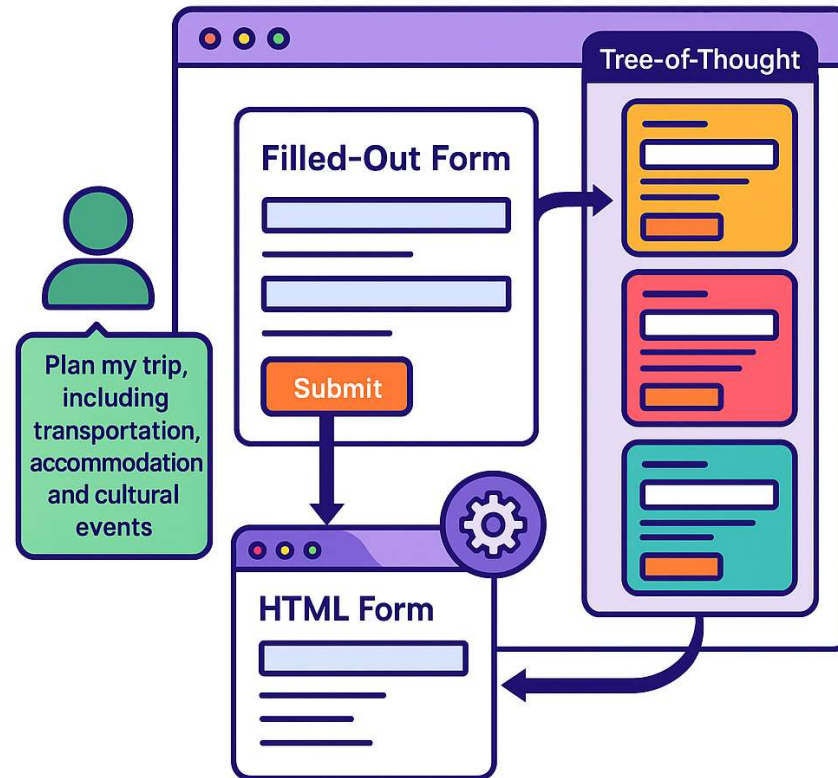 Tree-of-Thought
Filled-Out Form
Submit
Plan my trip,
including
transportation,
accommodation
and cultural
events
HTML Form